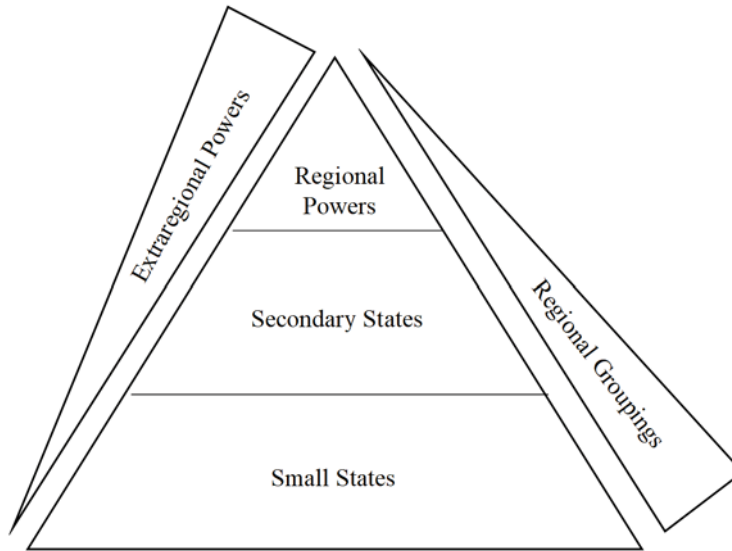 Extraregional Powers
Regional
Powers
Secondary States
Regional Groupings
Small States